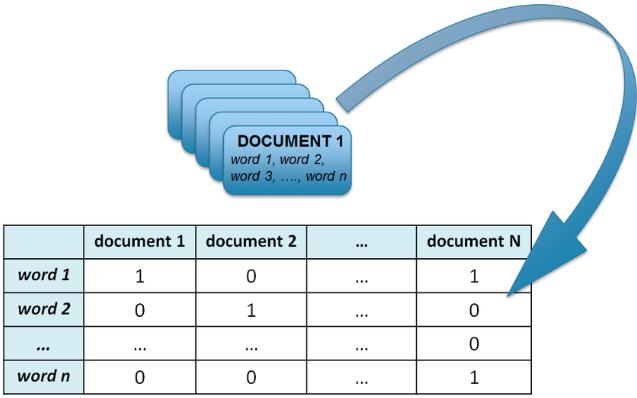 DOCUMENT 1
word 1, word 2,
word 3, …., word n
document 1 document 2 ... document N
word 1 1 0 ... 1
word 2 0 1 ... 0
... ... ... ... 0
word n 0 0 ... 1